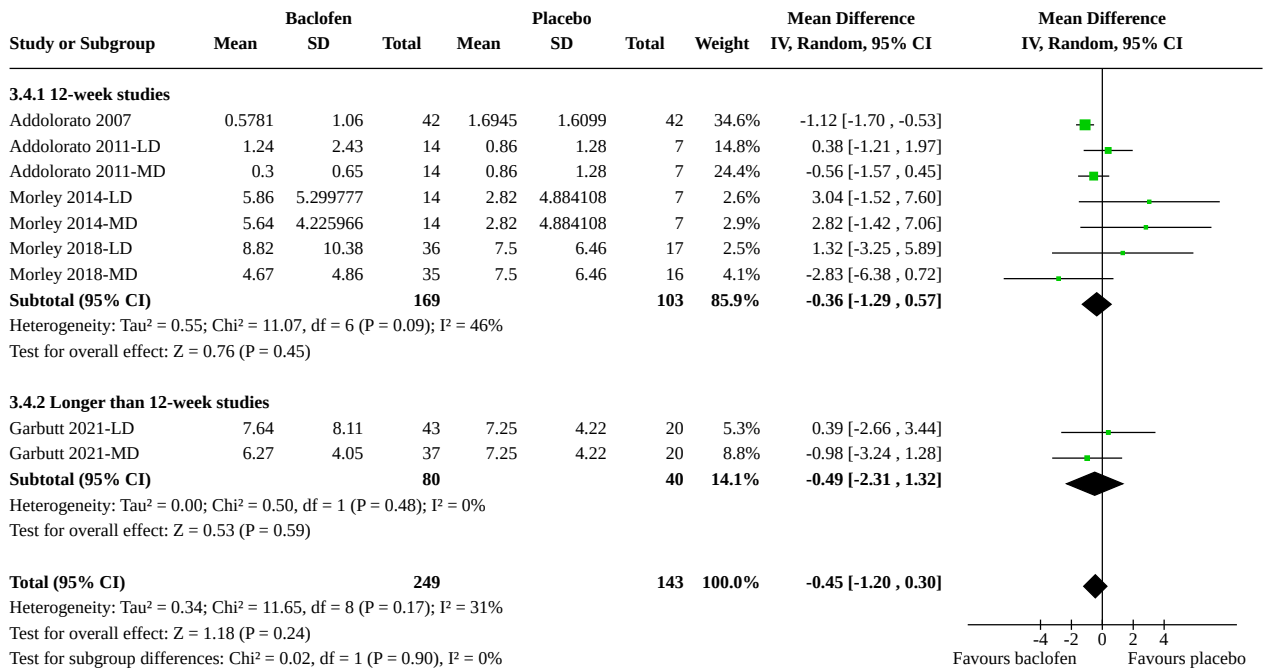 Baclofen Placebo Mean Difference Mean Difference
Study or Subgroup Mean SD Total Mean SD Total Weight IV, Random, 95% CI IV, Random, 95% CI
3.4.1 12-week studies
Addolorato 2007 0.5781 1.06 42 1.6945 1.6099 42 34.6% -1.12 [-1.70 , -0.53]
Addolorato 2011-LD 1.24 2.43 14 0.86 1.28 7 14.8% 0.38 [-1.21 , 1.97]
Addolorato 2011-MD 0.3 0.65 14 0.86 1.28 7 24.4% -0.56 [-1.57 , 0.45]
Morley 2014-LD 5.86 5.299777 14 2.82 4.884108 7 2.6% 3.04 [-1.52 , 7.60]
Morley 2014-MD 5.64 4.225966 14 2.82 4.884108 7 2.9% 2.82 [-1.42 , 7.06]
Morley 2018-LD 8.82 10.38 36 7.5 6.46 17 2.5% 1.32 [-3.25 , 5.89]
Morley 2018-MD 4.67 4.86 35 7.5 6.46 16 4.1% -2.83 [-6.38 , 0.72]
Subtotal (95% CI) 169 103 85.9% -0.36 [-1.29 , 0.57]
Heterogeneity: Tau² = 0.55; Chi² = 11.07, df = 6 (P = 0.09); I² = 46%
Test for overall effect: Z = 0.76 (P = 0.45)
3.4.2 Longer than 12-week studies
Garbutt 2021-LD 7.64 8.11 43 7.25 4.22 20 5.3% 0.39 [-2.66 , 3.44]
Garbutt 2021-MD 6.27 4.05 37 7.25 4.22 20 8.8% -0.98 [-3.24 , 1.28]
Subtotal (95% CI) 80 40 14.1% -0.49 [-2.31 , 1.32]
Heterogeneity: Tau² = 0.00; Chi² = 0.50, df = 1 (P = 0.48); I² = 0%
Test for overall effect: Z = 0.53 (P = 0.59)
Total (95% CI) 249 143 100.0% -0.45 [-1.20 , 0.30]
Heterogeneity: Tau² = 0.34; Chi² = 11.65, df = 8 (P = 0.17); I² = 31%
Test for overall effect: Z = 1.18 (P = 0.24)
Test for subgroup differences: Chi² = 0.02, df = 1 (P = 0.90), I² = 0%
-4 -2 0 2 4
Favours baclofen Favours placebo